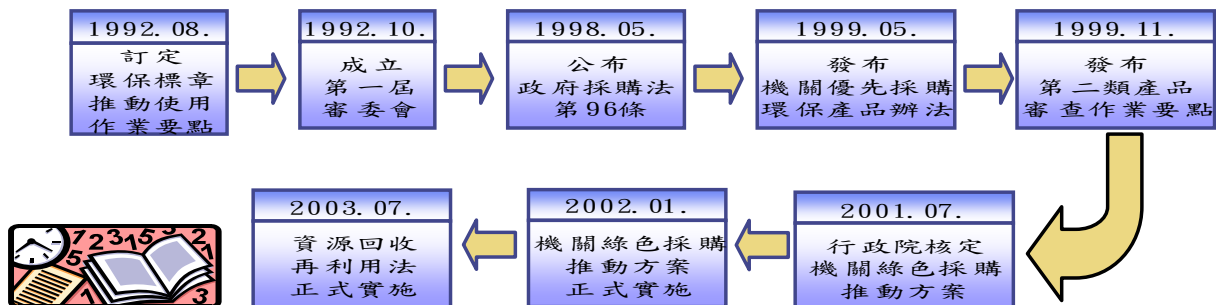 1992.08.
訂定
環保標章
推動使用
作業要點
1992.10.
成立
第一屆
審委會
1998.05.
公布
政府採購法
第96條
1999.05.
發布
機關優先採購
環保產品辦法
1999.11.
發布
第二類產品
審查作業要點
2001.07.
行政院核定
機關綠色採購
推動方案
2002.01.
機關綠色採購
推動方案
正式實施
2003.07.
資源回收
再利用法
正式實施